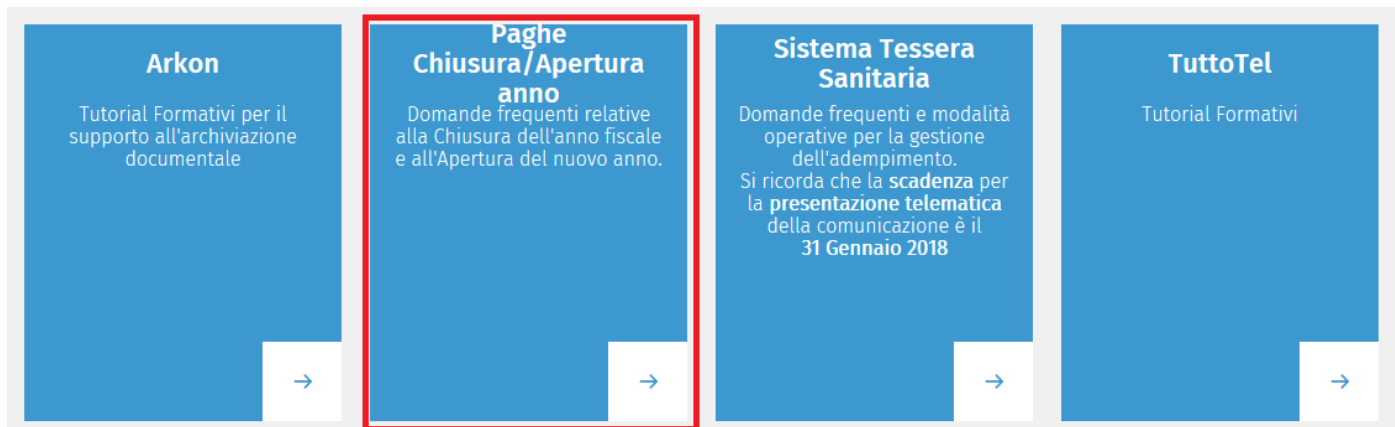 Arkon
Tutorial Formativi per il
supporto all'archiviazione
documentale
Paghe
Chiusura/Apertura
anno
Domande frequenti relative
alla Chiusura dell'anno fiscale
e all'Apertura del nuovo anno.
Sistema Tessera
Sanitaria
Domande frequenti e modalità
operative per la gestione
dell'adempimento.
Si ricorda che la scadenza per
la presentazione telematica
della comunicazione è il
31 Gennaio 2018
TuttoTel
Tutorial Formativi